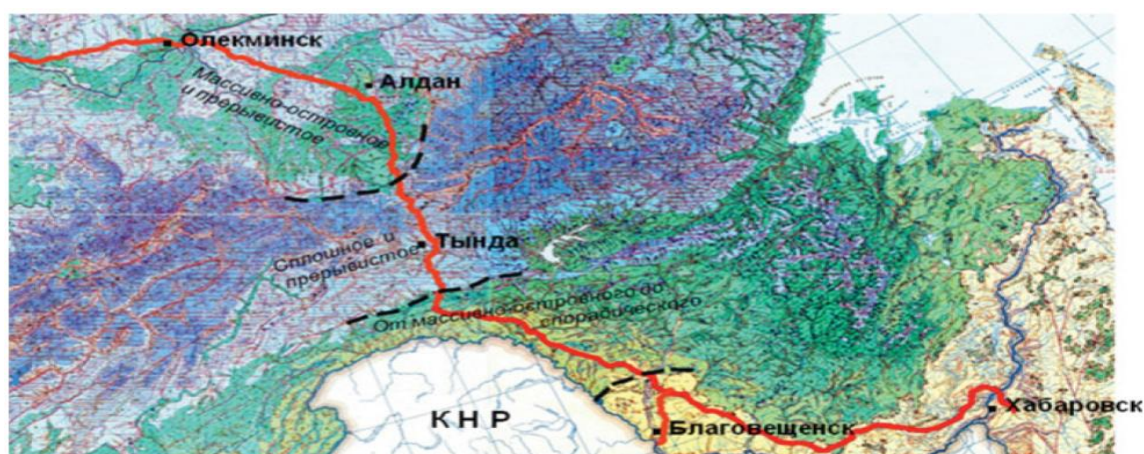 Олекминск
Алдан
Массивно-островное
и прерывистое
Тында
Сплошное и
прерывистое
От массивно-островного до
спорадического
КНР
Благовещенск
Хабаровск